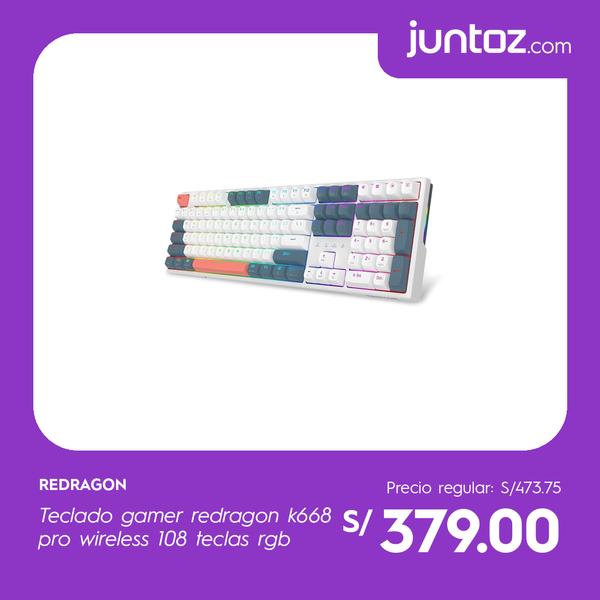 juntoz.com
REDRAGON
Teclado gamer redragon k668
pro wireless 108 teclas rgb
Precio regular: S/473.75
S/ 379.00